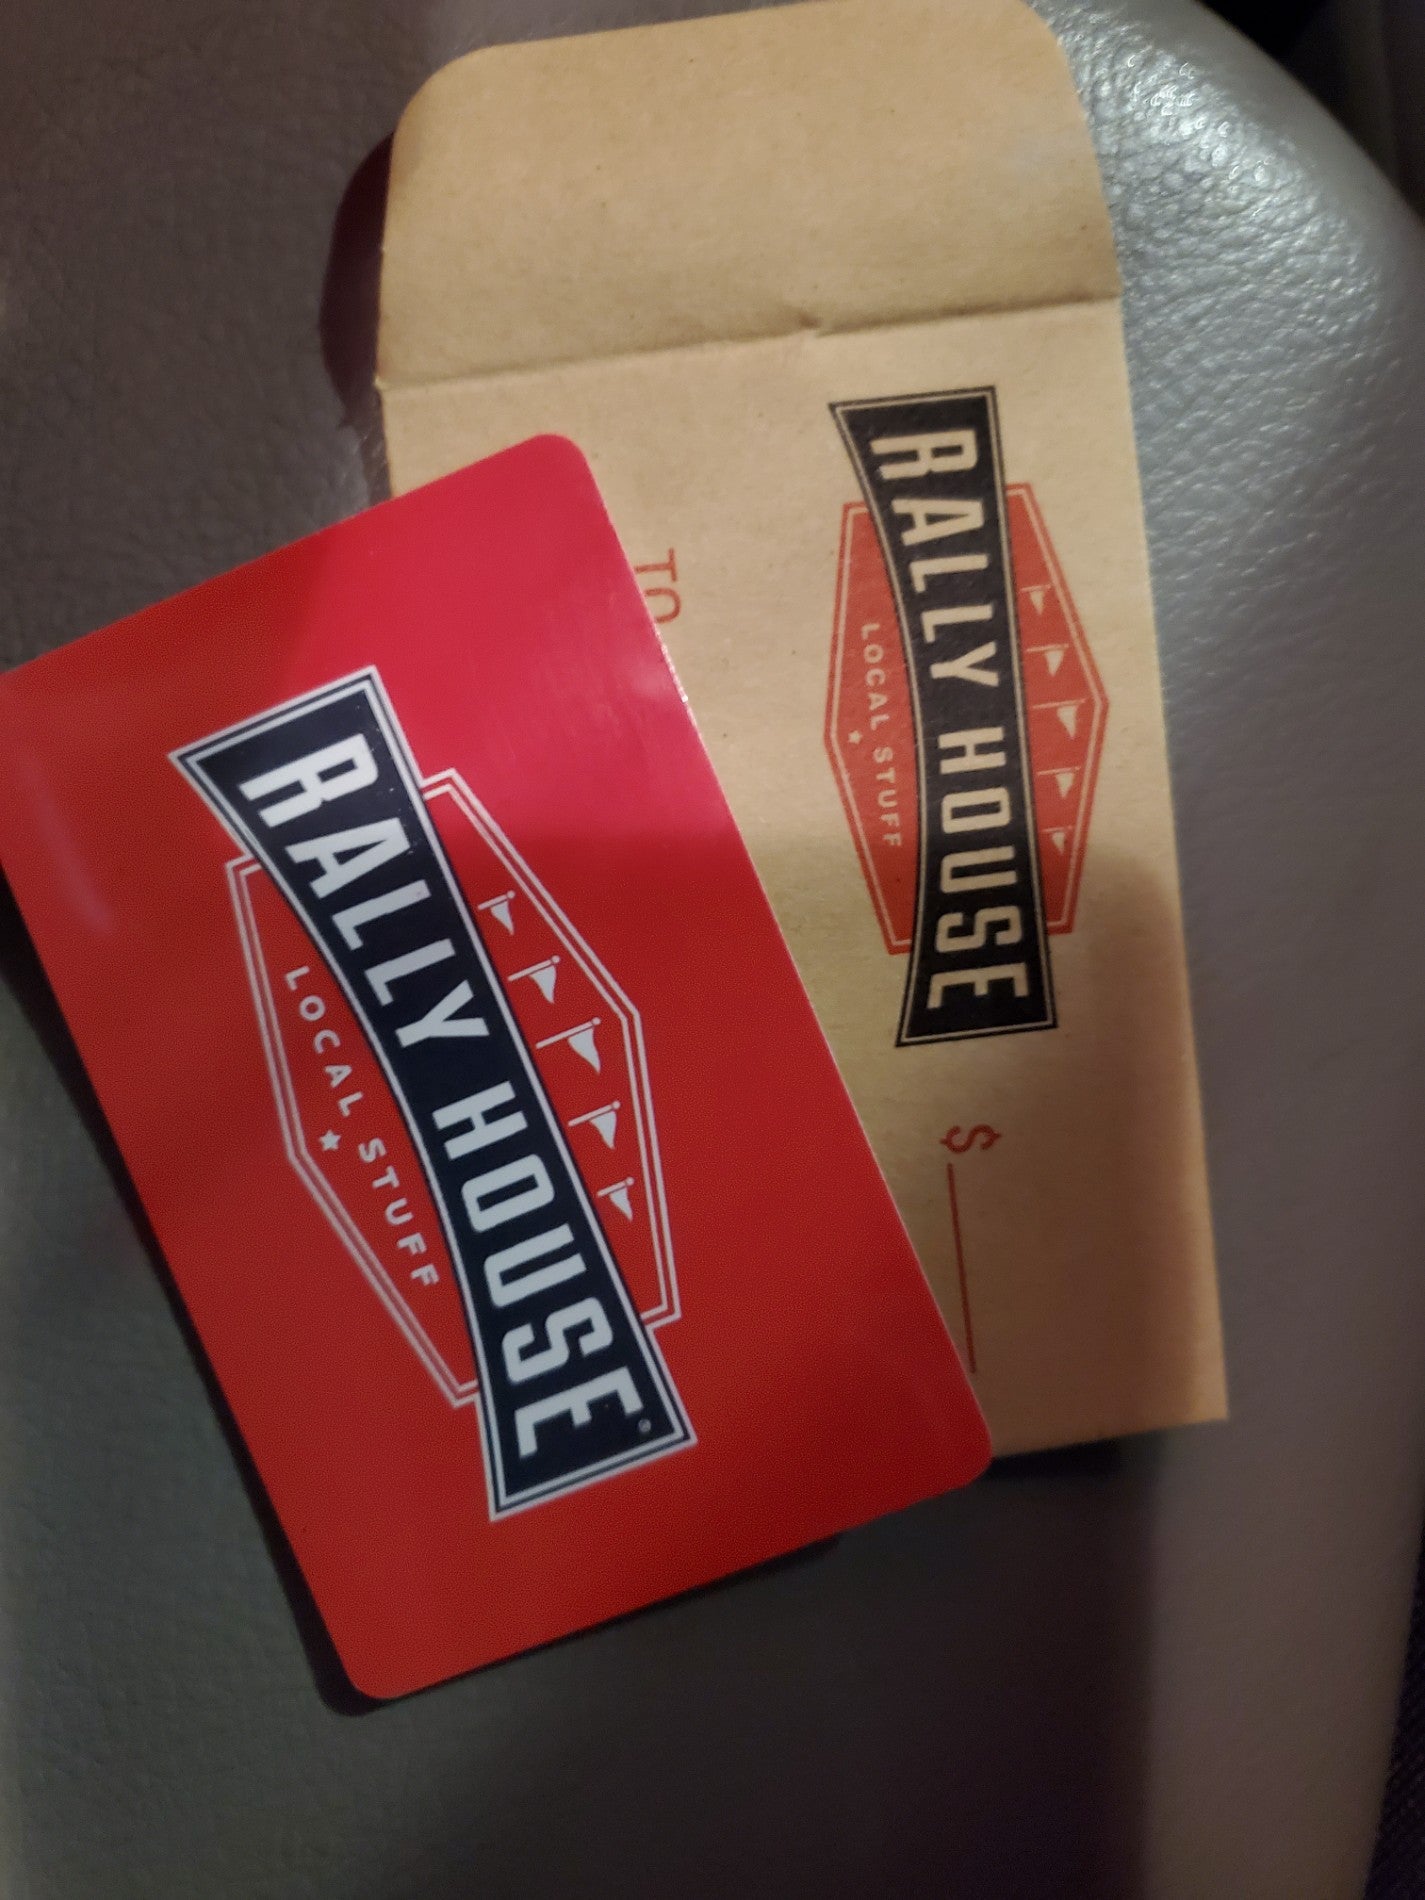 RALLY HOUSE
LOCAL STUFF
TO
$
RALLY HOUSE®
LOCAL ★ STUFF